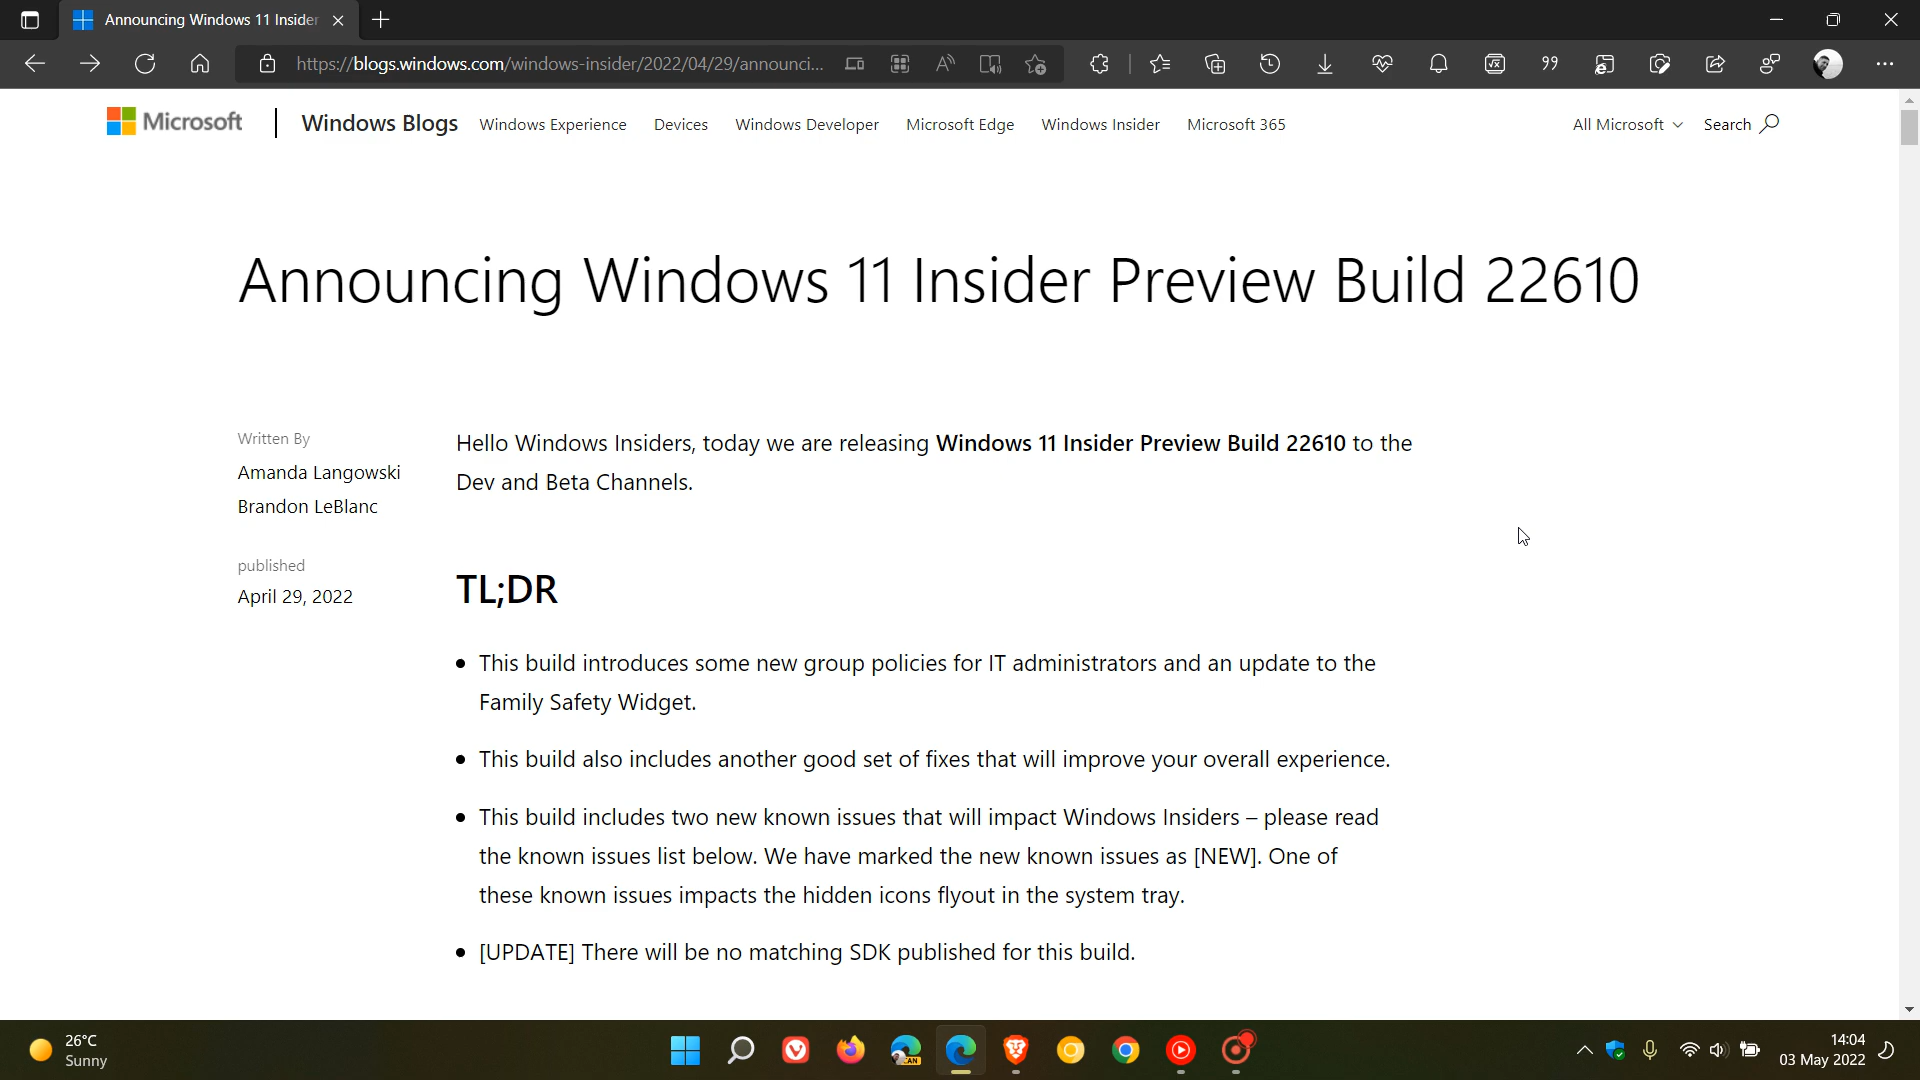 Announcing Windows 11 Insider
https://blogs.windows.com/windows-insider/2022/04/29/announci...
Microsoft
Windows Blogs
Windows Experience
Devices
Windows Developer
Microsoft Edge
Windows Insider
Microsoft 365
All Microsoft
Search
Announcing Windows 11 Insider Preview Build 22610
Written By
Amanda Langowski
Brandon LeBlanc
published
April 29, 2022
Hello Windows Insiders, today we are releasing Windows 11 Insider Preview Build 22610 to the
Dev and Beta Channels.
TL;DR
• This build introduces some new group policies for IT administrators and an update to the
Family Safety Widget.
• This build also includes another good set of fixes that will improve your overall experience.
• This build includes two new known issues that will impact Windows Insiders – please read
the known issues list below. We have marked the new known issues as [NEW]. One of
these known issues impacts the hidden icons flyout in the system tray.
• [UPDATE] There will be no matching SDK published for this build.
26°C
Sunny
CAN
14:04
03 May 2022